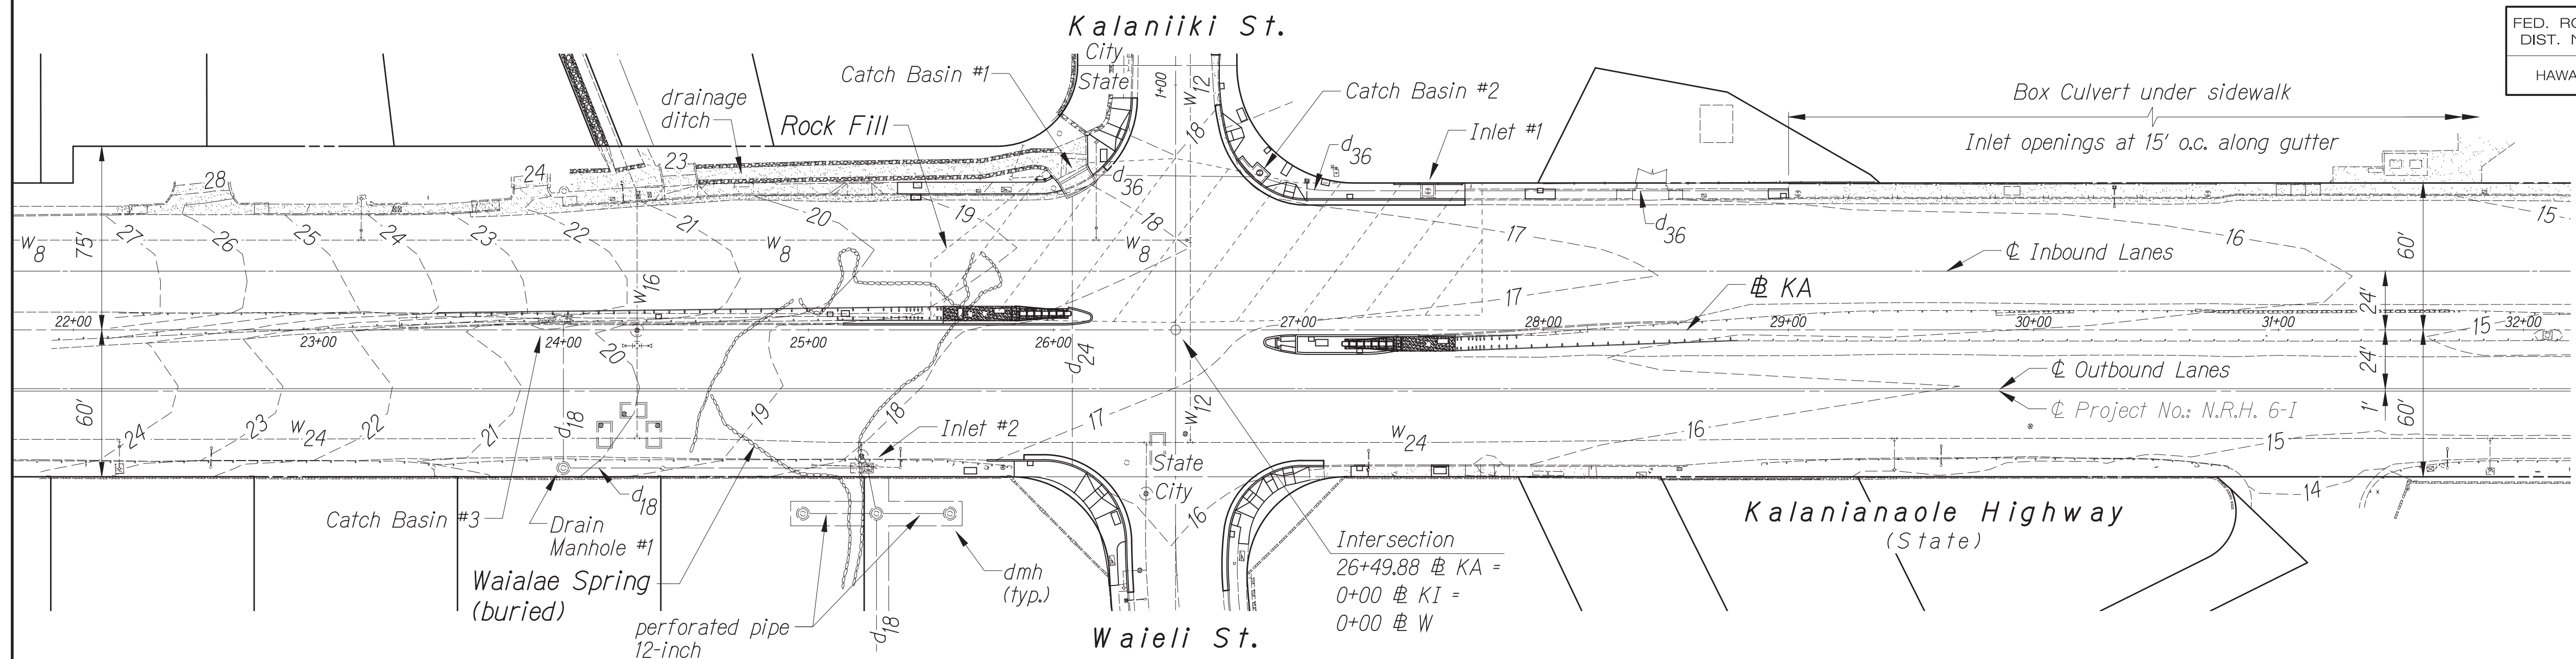 Kalaniiki St.
FED. RO
DIST. N
HAWA
City
State
1+00
W12
Catch Basin #1
Catch Basin #2
Box Culvert under sidewalk
Inlet openings at 15' o.c. along gutter
drainage
ditch
Rock Fill
Inlet #1
18
d36
d36
d36
28
24
23
27
26
25
24
23
22
21
20
19
18
17
16
15
W8
W8
W8
75'
60'
W16
℄ Inbound Lanes
24'
17
B̲L KA
22+00
23+00
24+00
25+00
26+00
27+00
28+00
29+00
30+00
31+00
32+00
15
20
d24
60'
24'
℄ Outbound Lanes
1'
60'
℄ Project No.: N.R.H. 6-I
24
23
W24
22
21
d18
19
18
17
W12
W24
16
15
14
Inlet #2
State
City
16
Catch Basin #3
d18
Drain
Manhole #1
Waialae Spring
(buried)
perforated pipe
12-inch
d18
dmh
(typ.)
Waieli St.
Intersection
26+49.88 B̲L KA =
0+00 B̲L KI =
0+00 B̲L W
Kalanianaole Highway
(State)